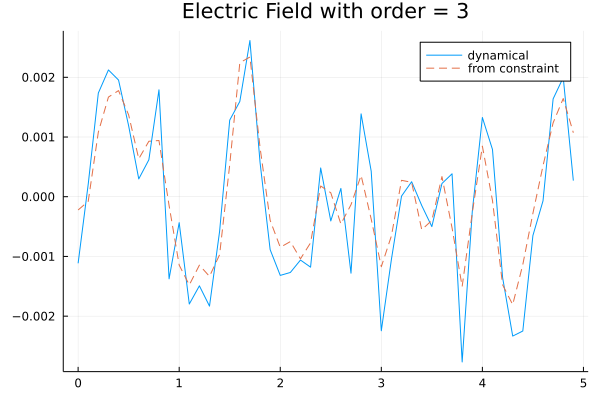 Electric Field with order = 3
dynamical
from constraint
0.002
0.001
0.000
−0.001
−0.002
0 1 2 3 4 5